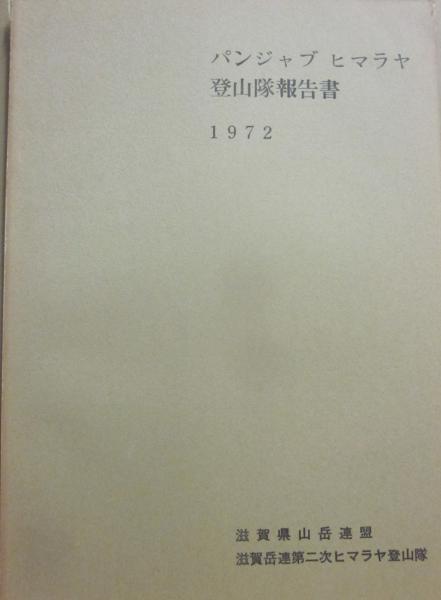 パンジャブ ヒマラヤ
登山隊報告書
1972
滋賀県山岳連盟
滋賀岳連第二次ヒマラヤ登山隊